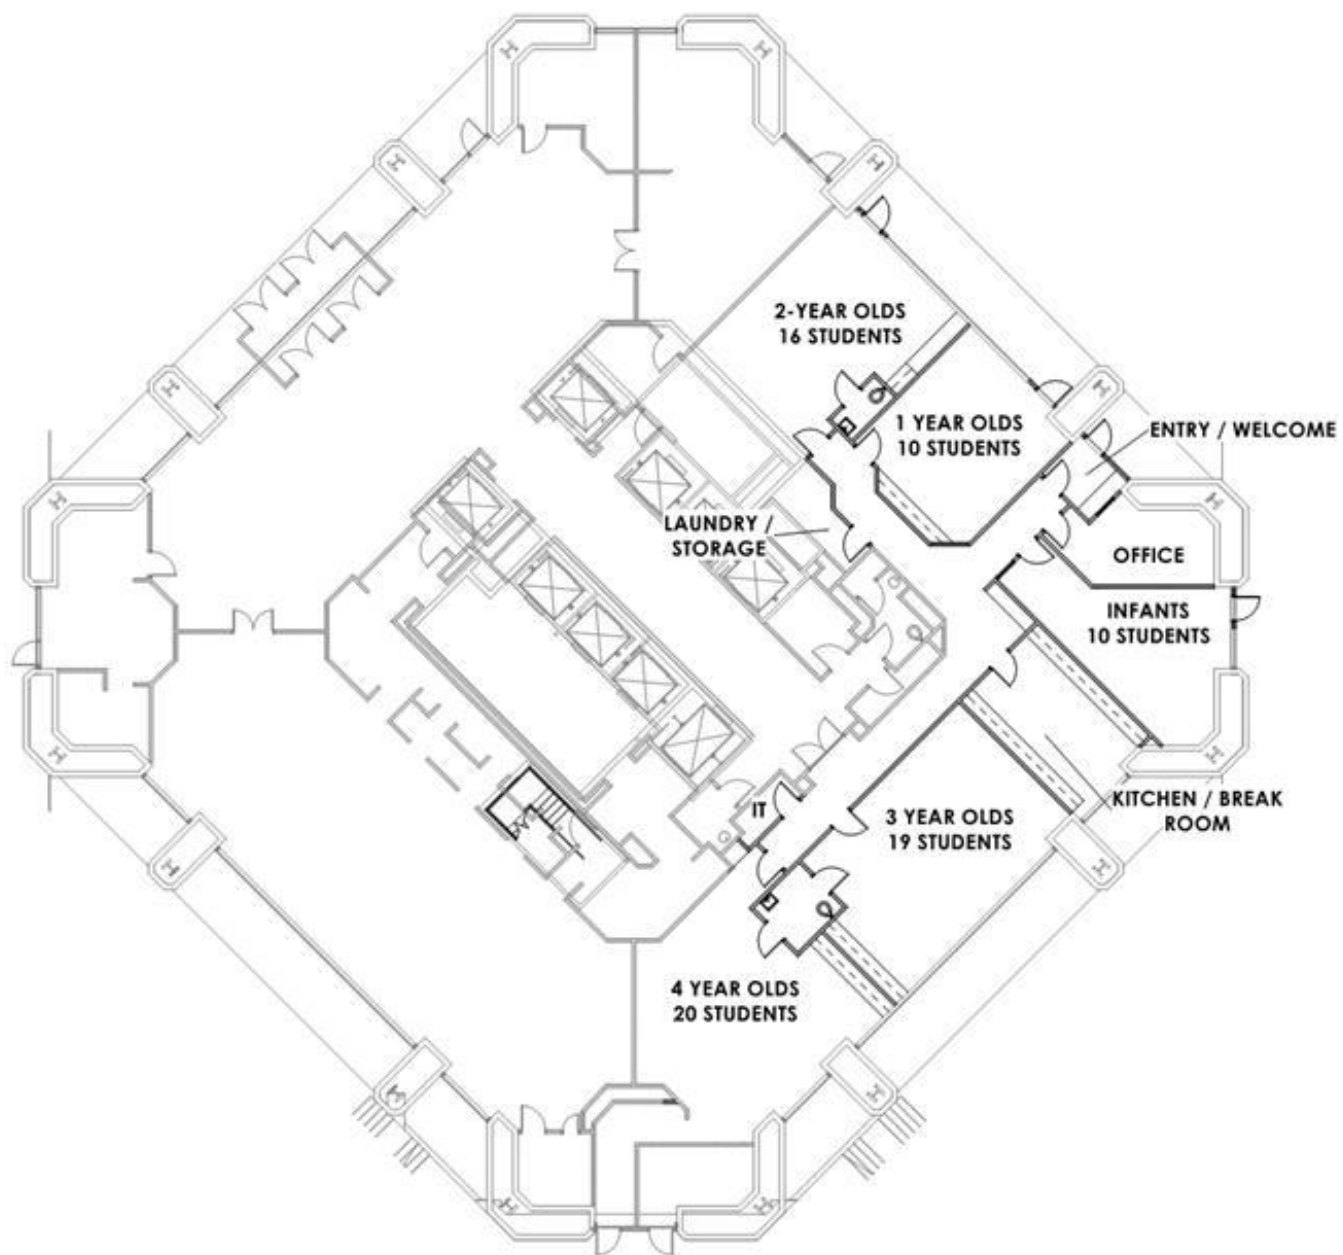 2-YEAR OLDS
16 STUDENTS
1 YEAR OLDS
10 STUDENTS
ENTRY / WELCOME
LAUNDRY /
STORAGE
OFFICE
INFANTS
10 STUDENTS
KITCHEN / BREAK
ROOM
IT
3 YEAR OLDS
19 STUDENTS
4 YEAR OLDS
20 STUDENTS